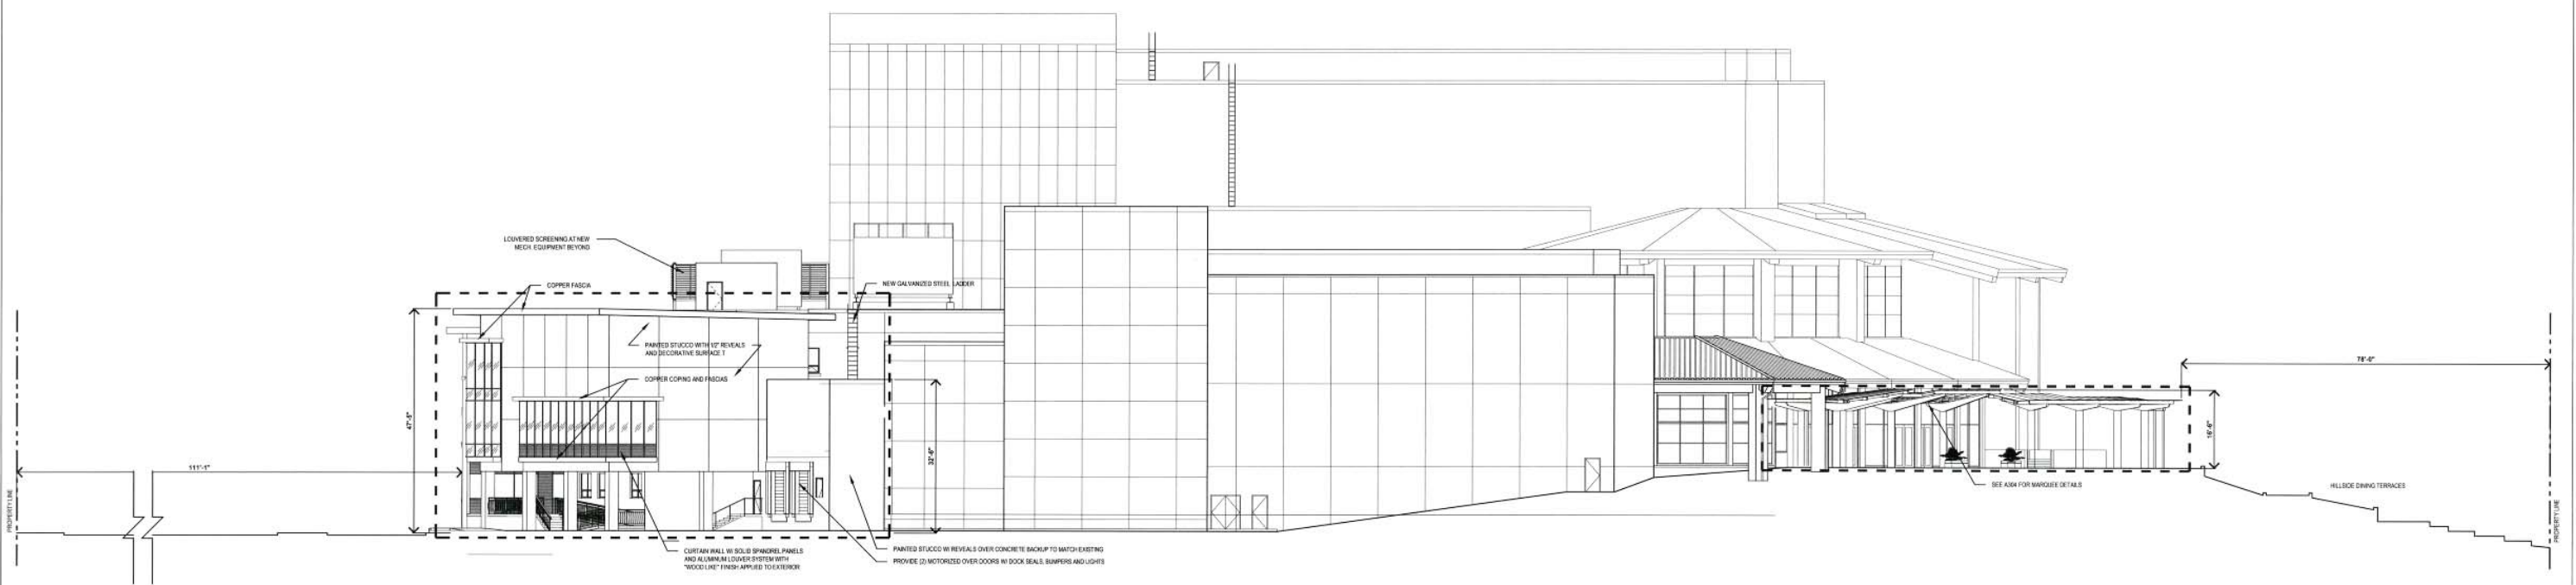 LOUVERED SCREENING AT NEW
MECH. EQUIPMENT BEYOND
COPPER FASCIA
NEW GALVANIZED STEEL LADDER
PAINTED STUCCO WITH 1/2" REVEALS
AND DECORATIVE SURFACE T
COPPER COPING AND FASCIAS
47'-5"
32'-6"
111'-1"
78'-0"
16'-6"
PROPERTY LINE
SEE A304 FOR MARQUEE DETAILS
HILLSIDE DINING TERRACES
PROPERTY LINE
CURTAIN WALL W/ SOLID SPANDREL PANELS
AND ALUMINUM LOUVER SYSTEM WITH
"WOOD LIKE" FINISH APPLIED TO EXTERIOR
PAINTED STUCCO W/ REVEALS OVER CONCRETE BACKUP TO MATCH EXISTING
PROVIDE (2) MOTORIZED OVER DOORS W/ DOCK SEALS, BUMPERS AND LIGHTS